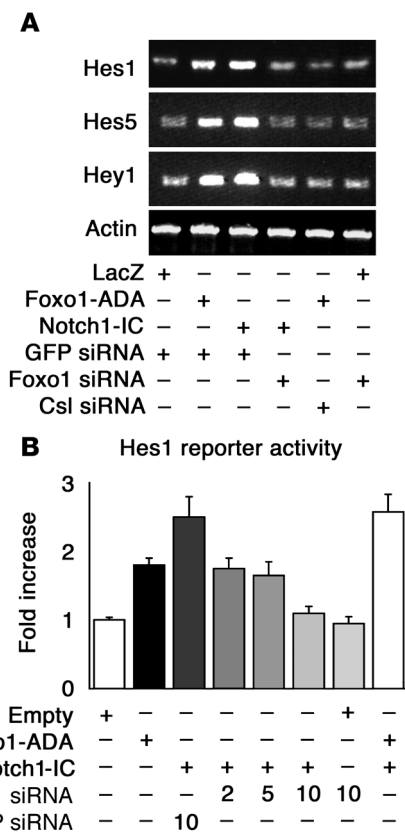 A
Hes1
Hes5
Hey1
Actin
LacZ + − − − − +
Foxo1-ADA − + − − + −
Notch1-IC − − + + − −
GFP siRNA + + + − − −
Foxo1 siRNA − − − + − +
Csl siRNA − − − − + −
B Hes1 reporter activity
Fold increase
3
2
1
0
Empty + − − − − − + −
o1-ADA − + − − − − − +
otch1-IC − − + + + + − +
siRNA − − − 2 5 10 10 −
P siRNA − − 10 − − − − −